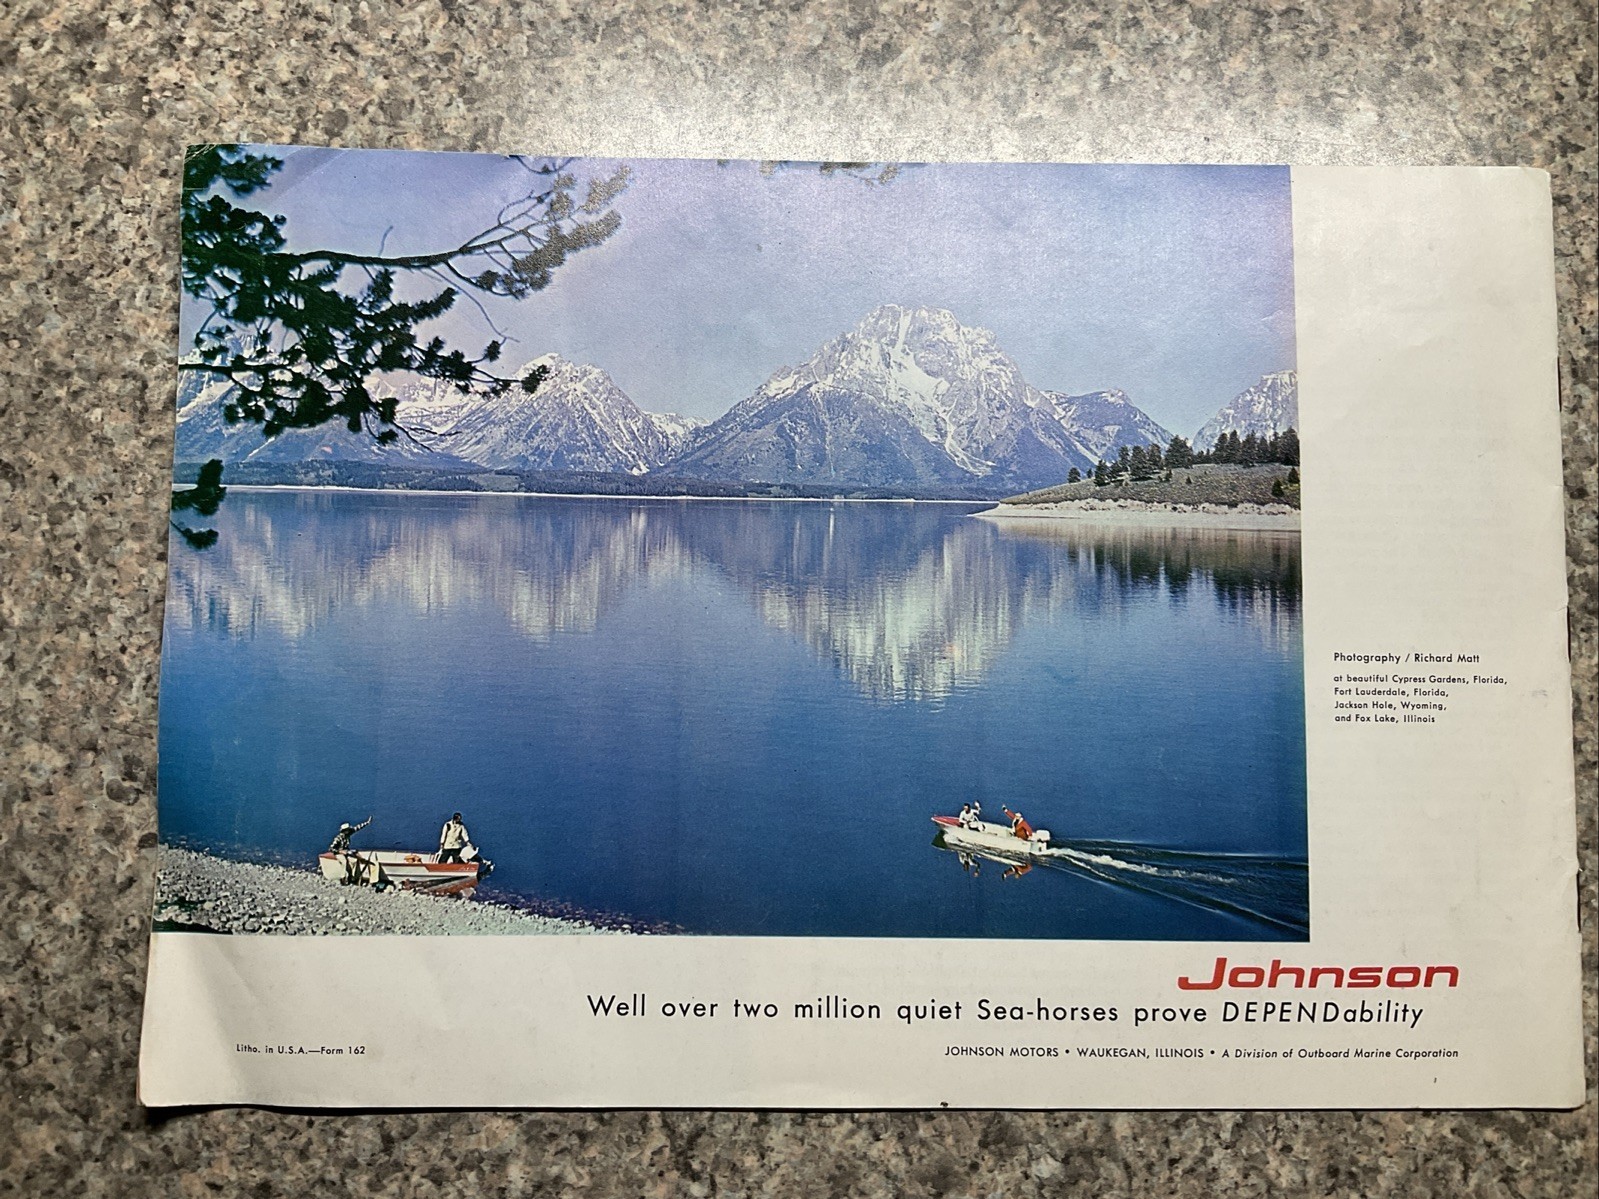 Photography / Richard Matt
at beautiful Cypress Gardens, Florida,
Fort Lauderdale, Florida,
Jackson Hole, Wyoming,
and Fox Lake, Illinois
Johnson
Well over two million quiet Sea-horses prove DEPENDability
Litho. in U.S.A.—Form 162
JOHNSON MOTORS • WAUKEGAN, ILLINOIS • A Division of Outboard Marine Corporation